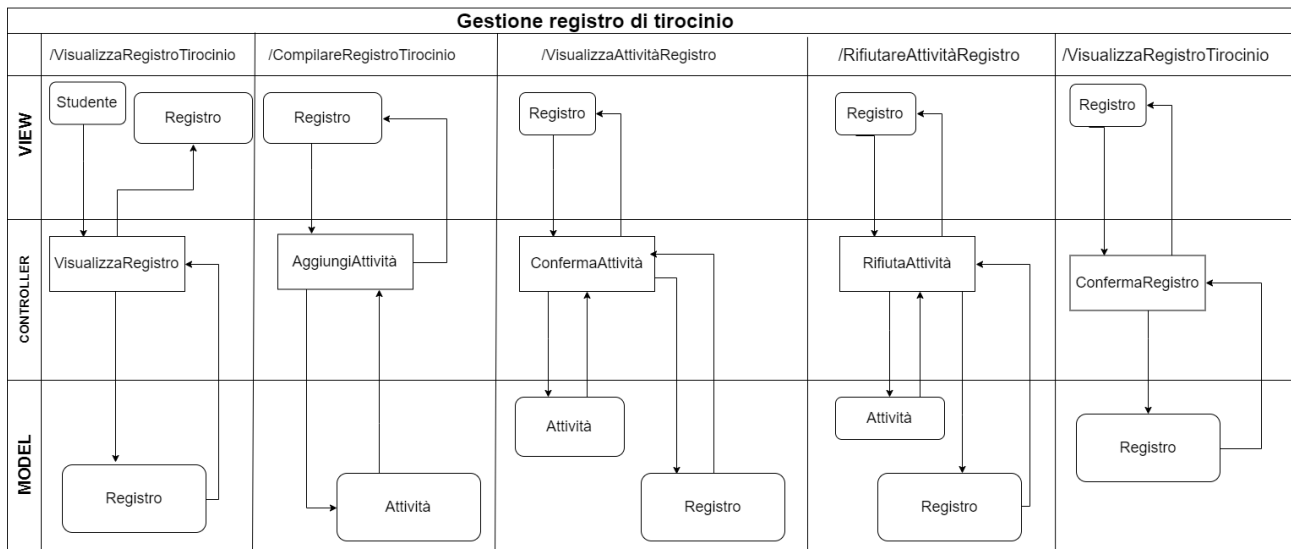 Gestione registro di tirocinio
/VisualizzaRegistroTirocinio
/CompilareRegistroTirocinio
/VisualizzaAttivitàRegistro
/RifiutareAttivitàRegistro
/VisualizzaRegistroTirocinio
VIEW
Studente
Registro
Registro
Registro
Registro
Registro
CONTROLLER
VisualizzaRegistro
AggiungiAttività
ConfermaAttività
RifiutaAttività
ConfermaRegistro
MODEL
Registro
Attività
Attività
Registro
Attività
Registro
Registro